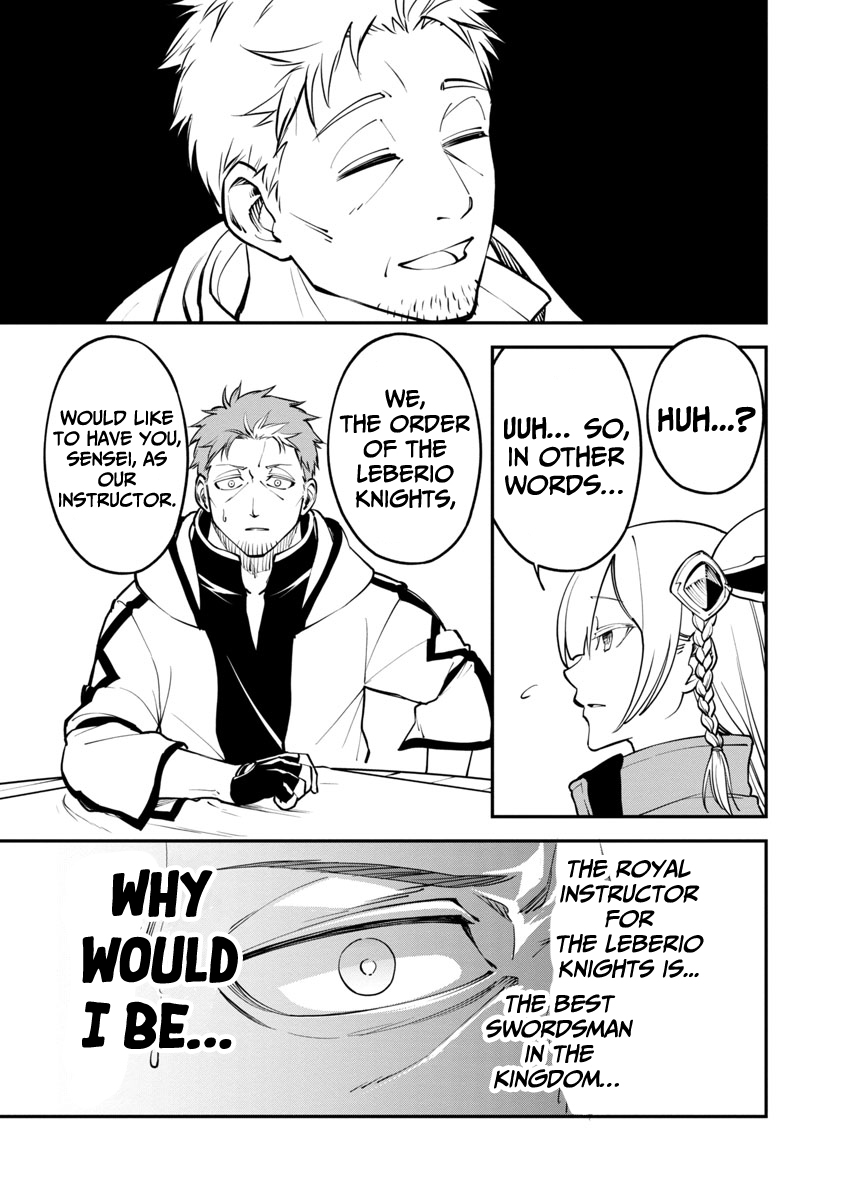 HUH...?
UUH... SO,
IN OTHER
WORDS...
WE,
THE ORDER
OF THE
LEBERIO
KNIGHTS,
WOULD LIKE
TO HAVE YOU,
SENSEI, AS
OUR
INSTRUCTOR.
THE ROYAL
INSTRUCTOR
FOR
THE LEBERIO
KNIGHTS IS...
THE BEST
SWORDSMAN
IN THE
KINGDOM...
WHY
WOULD
I BE...